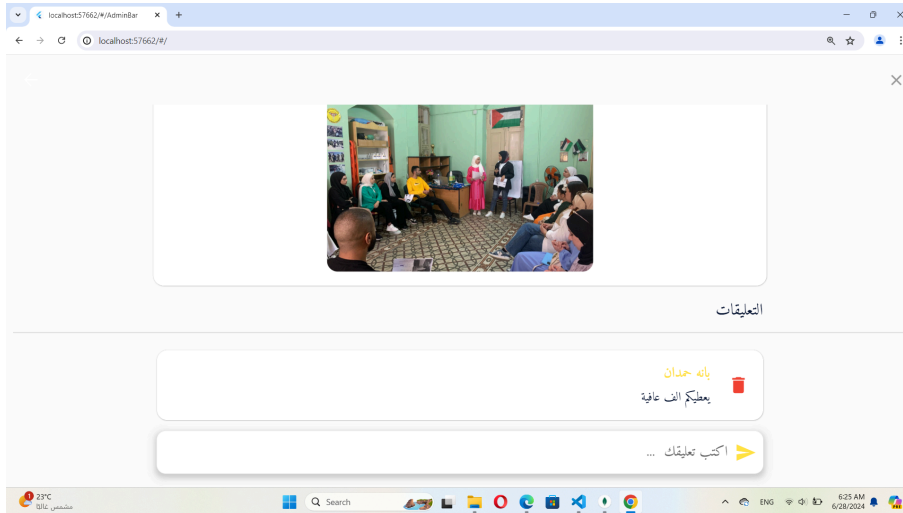 localhost:57662/#/AdminBar
localhost:57662/#/
التعليقات
يانه حمدان
يعطيكم الف عافية
اكتب تعليقك ...
1
23°C
مشمس غالبًا
Search
ENG
6:25 AM
6/28/2024